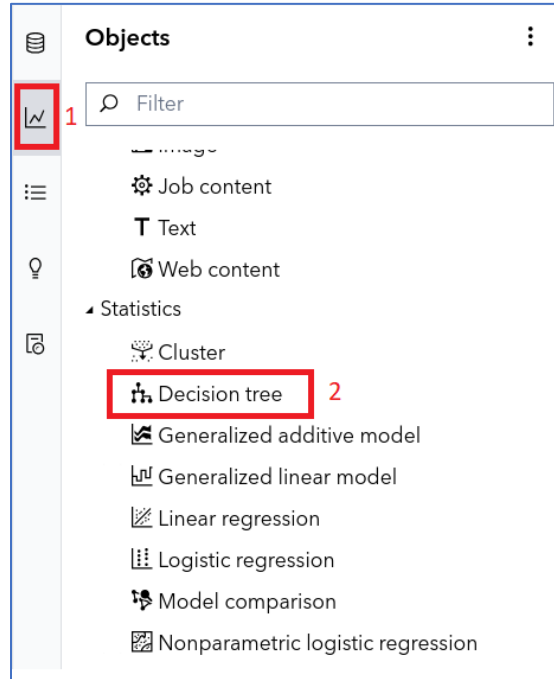 Objects
1
Filter
Job content
T Text
Web content
Statistics
Cluster
Decision tree 2
Generalized additive model
Generalized linear model
Linear regression
Logistic regression
Model comparison
Nonparametric logistic regression